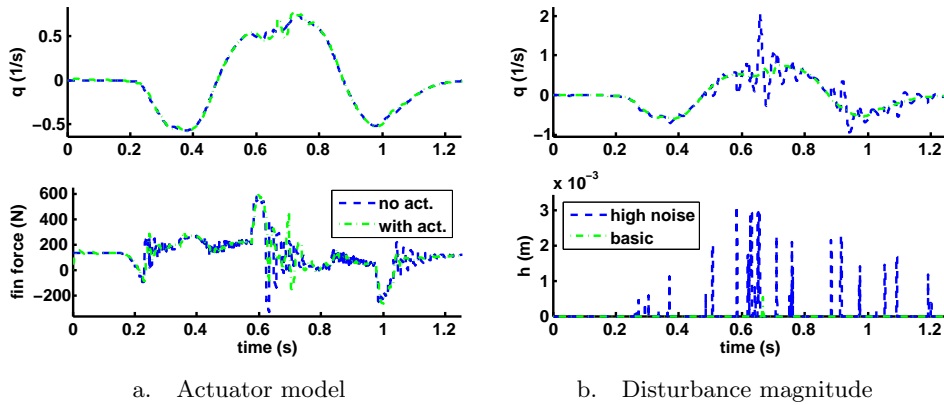 q (1/s)
0.5
0
−0.5
0 0.2 0.4 0.6 0.8 1 1.2
fin force (N)
600
400
200
0
−200
no act.
with act.
0 0.2 0.4 0.6 0.8 1 1.2
time (s)
a. Actuator model
q (1/s)
2
1
0
−1
0 0.2 0.4 0.6 0.8 1 1.2
x 10⁻³
h (m)
3
2
1
0
high noise
basic
0 0.2 0.4 0.6 0.8 1 1.2
time (s)
b. Disturbance magnitude